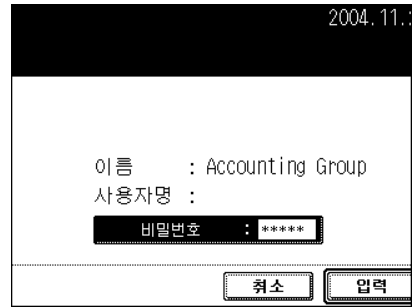 2004.11.
이름 : Accounting Group
사용자명 :
비밀번호 : *****
취소 입력